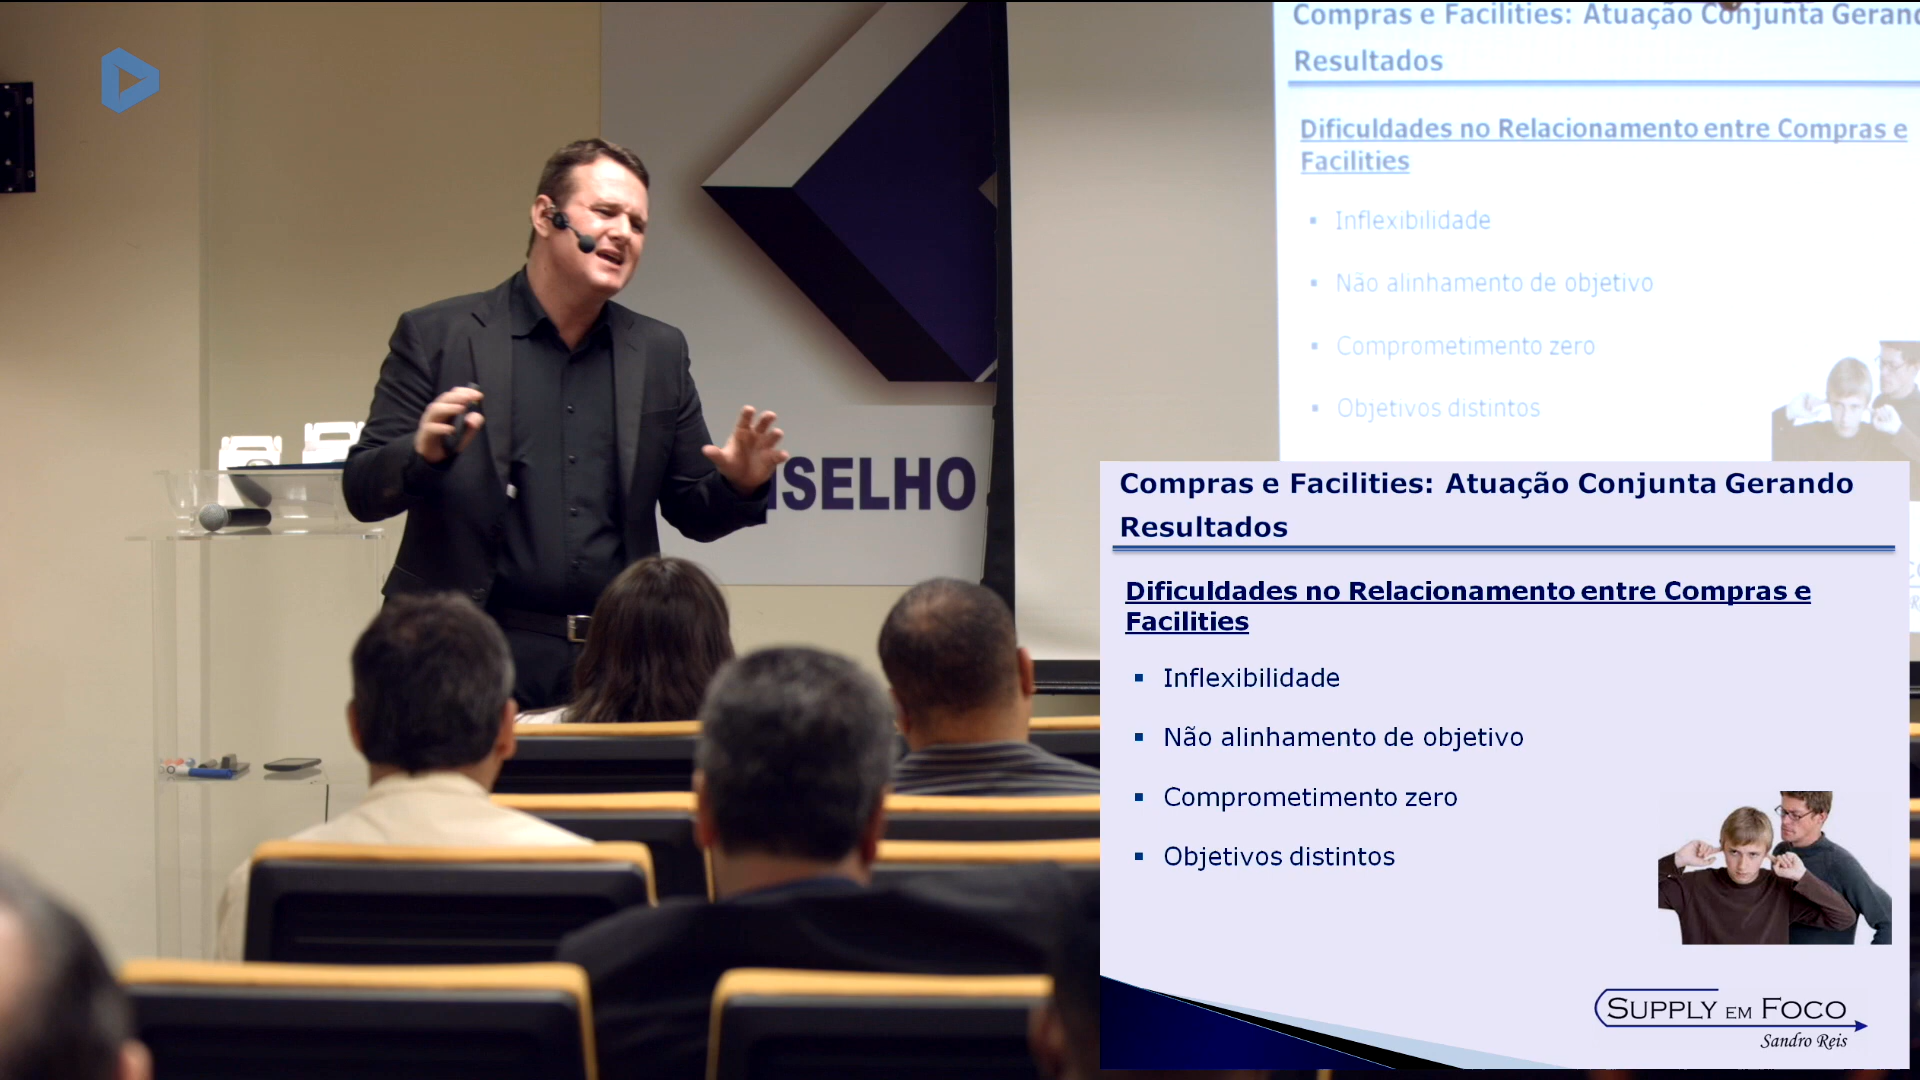 Compras e Facilities: Atuação Conjunta
Resultados
Dificuldades no Relacionamento entre Compras e
Facilities
▪ Inflexibilidade
▪ Não alinhamento de objetivo
▪ Comprometimento zero
▪ Objetivos distintos
SELHO
Compras e Facilities: Atuação Conjunta Gerando
Resultados
Dificuldades no Relacionamento entre Compras e
Facilities
▪ Inflexibilidade
▪ Não alinhamento de objetivo
▪ Comprometimento zero
▪ Objetivos distintos
SUPPLY EM FOCO
Sandro Reis